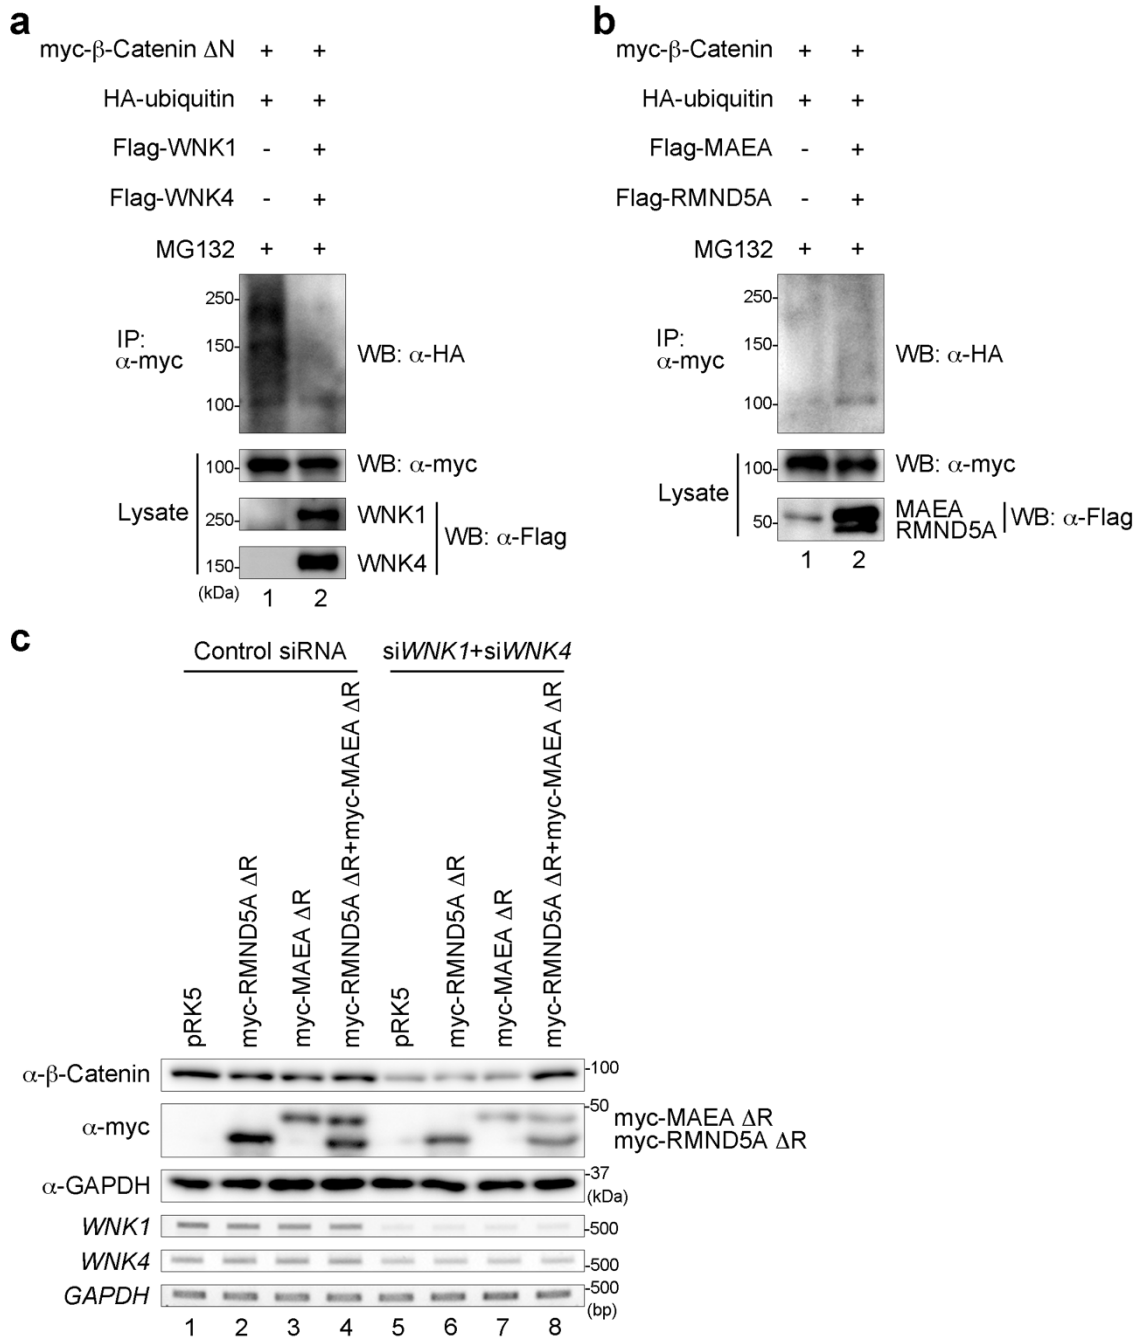 a
myc-β-Catenin ΔN + +
HA-ubiquitin + +
Flag-WNK1 - +
Flag-WNK4 - +
MG132 + +
IP:
α-myc
250-
150-
100-
WB: α-HA
Lysate
100-
WB: α-myc
250-
WNK1
150-
WNK4
WB: α-Flag
(kDa) 1 2
b
myc-β-Catenin + +
HA-ubiquitin + +
Flag-MAEA - +
Flag-RMND5A - +
MG132 + +
IP:
α-myc
250-
150-
100-
WB: α-HA
Lysate
100-
WB: α-myc
50-
MAEA
RMND5A
WB: α-Flag
1 2
c
Control siRNA siWNK1+siWNK4
pRK5
myc-RMND5A ΔR
myc-MAEA ΔR
myc-RMND5A ΔR+myc-MAEA ΔR
pRK5
myc-RMND5A ΔR
myc-MAEA ΔR
myc-RMND5A ΔR+myc-MAEA ΔR
α-β-Catenin -100
α-myc -50
myc-MAEA ΔR
myc-RMND5A ΔR
α-GAPDH -37
(kDa)
WNK1 -500
WNK4 -500
GAPDH -500
(bp)
1 2 3 4 5 6 7 8